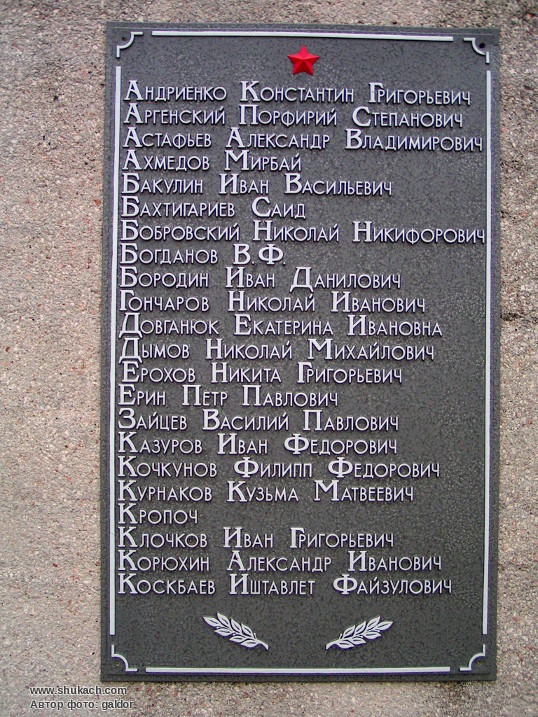 Андриенко Константин Григорьевич
Аргенский Порфирий Степанович
Астафьев Александр Владимирович
Ахмедов Мирбай
Бакулин Иван Васильевич
Бахтигариев Саид
Бобровский Николай Никифорович
Богданов В.Ф.
Бородин Иван Данилович
Гончаров Николай Иванович
Довганюк Екатерина Ивановна
Дымов Николай Михайлович
Ерохов Никита Григорьевич
Ерин Петр Павлович
Зайцев Василий Павлович
Казуров Иван Федорович
Кочкунов Филипп Федорович
Курнаков Кузьма Матвеевич
Кропоч
Клочков Иван Григорьевич
Корюхин Александр Иванович
Коскбаев Иштавлет Файзулович
www.shukach.com
Автор фото: galdor